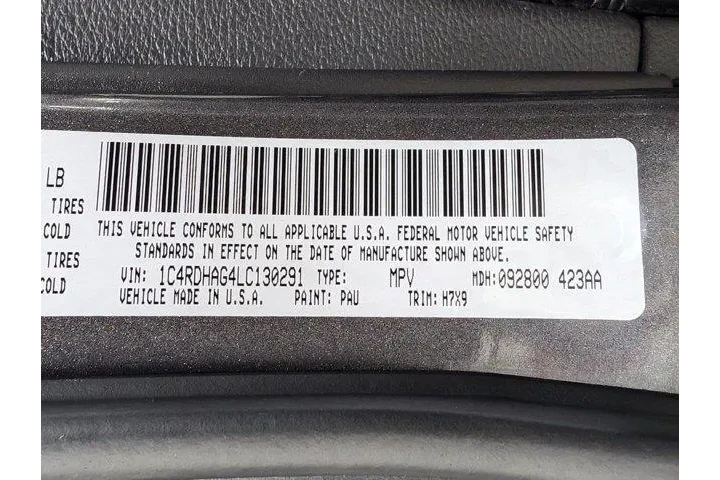 LB
TIRES
COLD
TIRES
COLD
THIS VEHICLE CONFORMS TO ALL APPLICABLE U.S.A. FEDERAL MOTOR VEHICLE SAFETY
STANDARDS IN EFFECT ON THE DATE OF MANUFACTURE SHOWN ABOVE.
VIN: 1C4RDHAG4LC130291 TYPE: MPV MDH:092800 423AA
VEHICLE MADE IN U.S.A. PAINT: PAU TRIM: H7X9